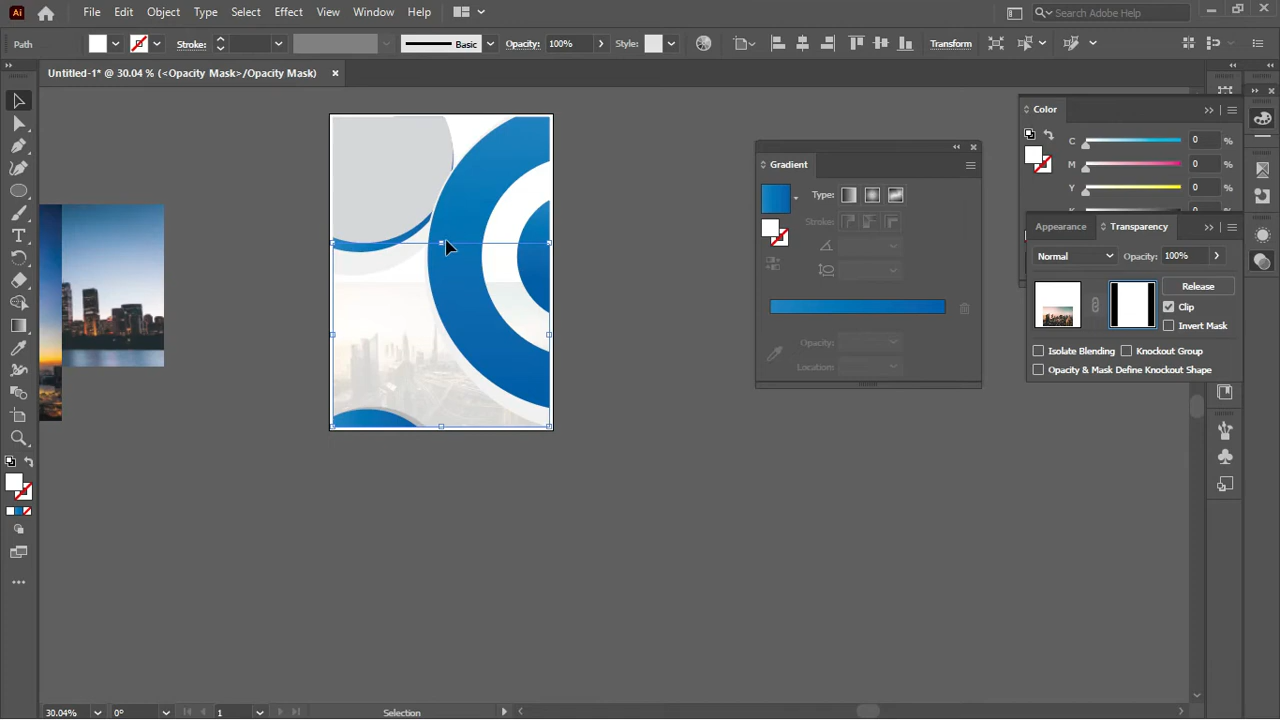 Ai File Edit Object Type Select Effect View Window Help Search Adobe Help
Path Stroke: Basic Opacity: 100% Style: Transform
Untitled-1* @ 30.04 % (<Opacity Mask>/Opacity Mask)
Color
C 0 %
M 0 %
Y 0 %
Gradient
Type:
Stroke:
Opacity:
Location:
Appearance Transparency
Normal Opacity: 100%
Release
Clip
Invert Mask
Isolate Blending Knockout Group
Opacity & Mask Define Knockout Shape
T
30.04% 0° 1 Selection